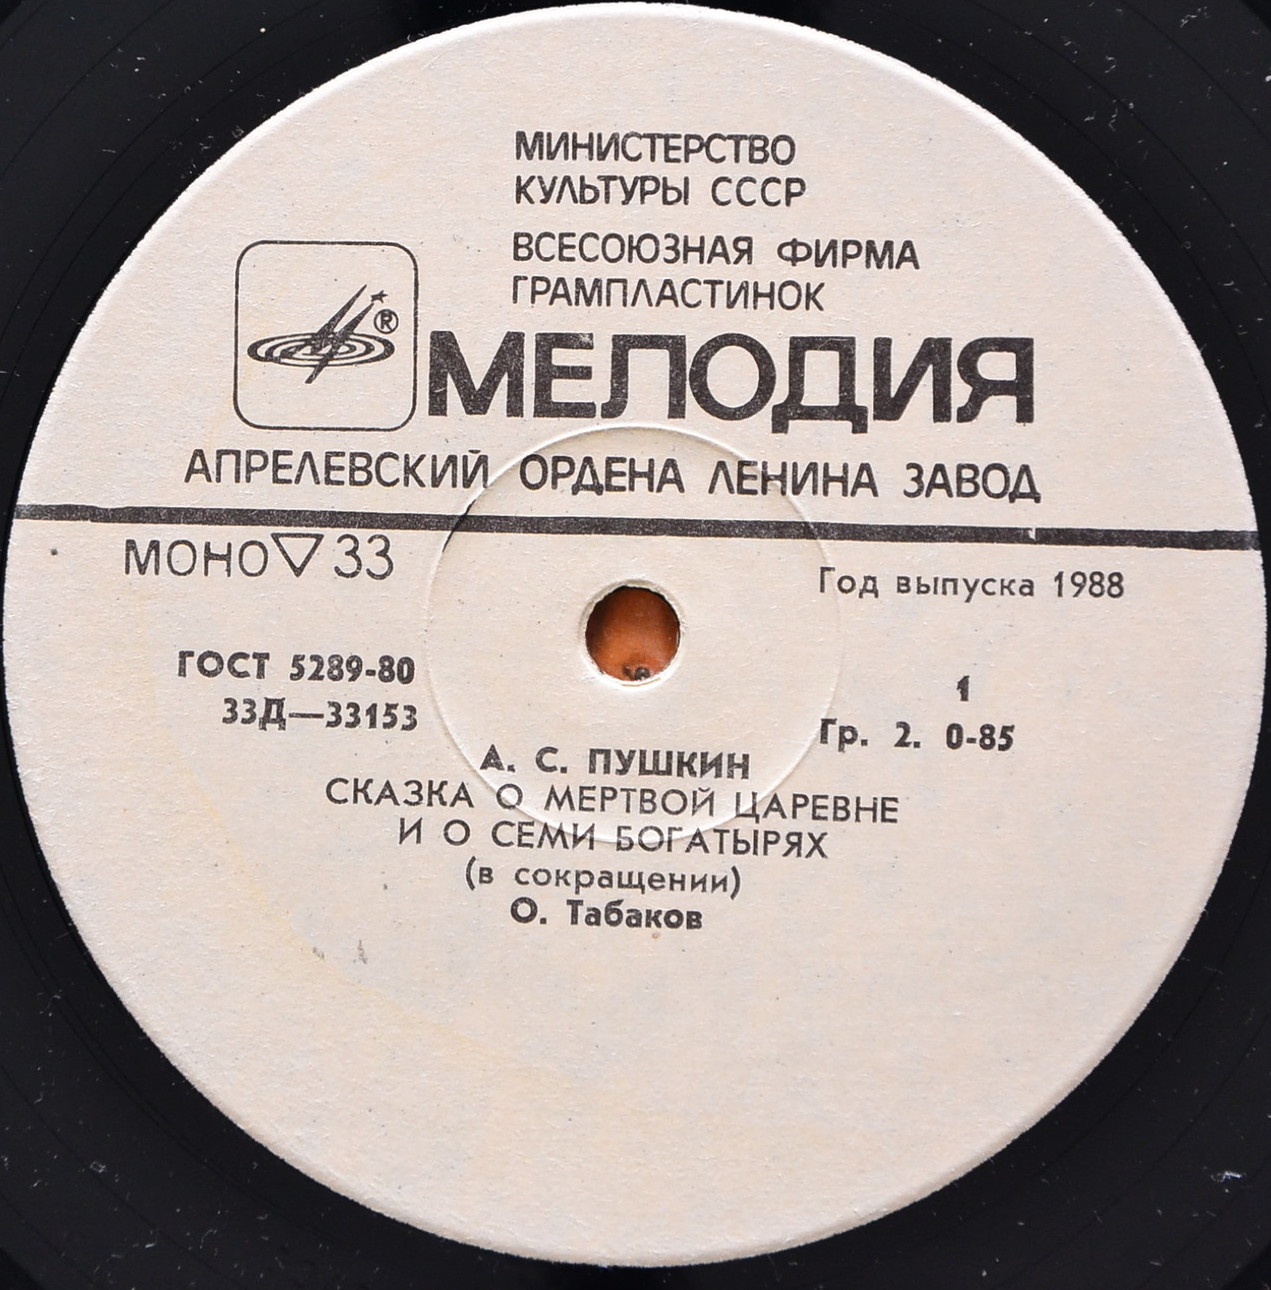 МИНИСТЕРСТВО
КУЛЬТУРЫ СССР
ВСЕСОЮЗНАЯ ФИРМА
ГРАМПЛАСТИНОК
®
МЕЛОДИЯ
АПРЕЛЕВСКИЙ ОРДЕНА ЛЕНИНА ЗАВОД
МОНО ▽ 33
Год выпуска 1988
ГОСТ 5289-80
33Д—33153
1
Гр. 2. 0-85
А. С. ПУШКИН
СКАЗКА О МЕРТВОЙ ЦАРЕВНЕ
И О СЕМИ БОГАТЫРЯХ
(в сокращении)
О. Табаков